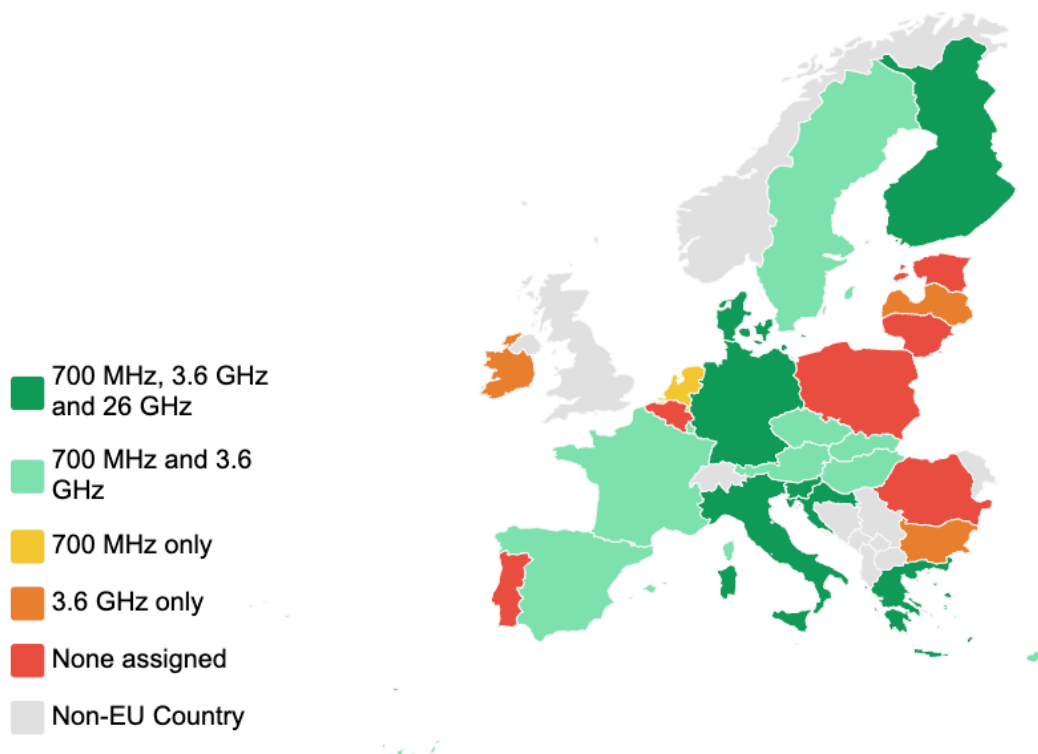 700 MHz, 3.6 GHz
and 26 GHz
700 MHz and 3.6
GHz
700 MHz only
3.6 GHz only
None assigned
Non-EU Country